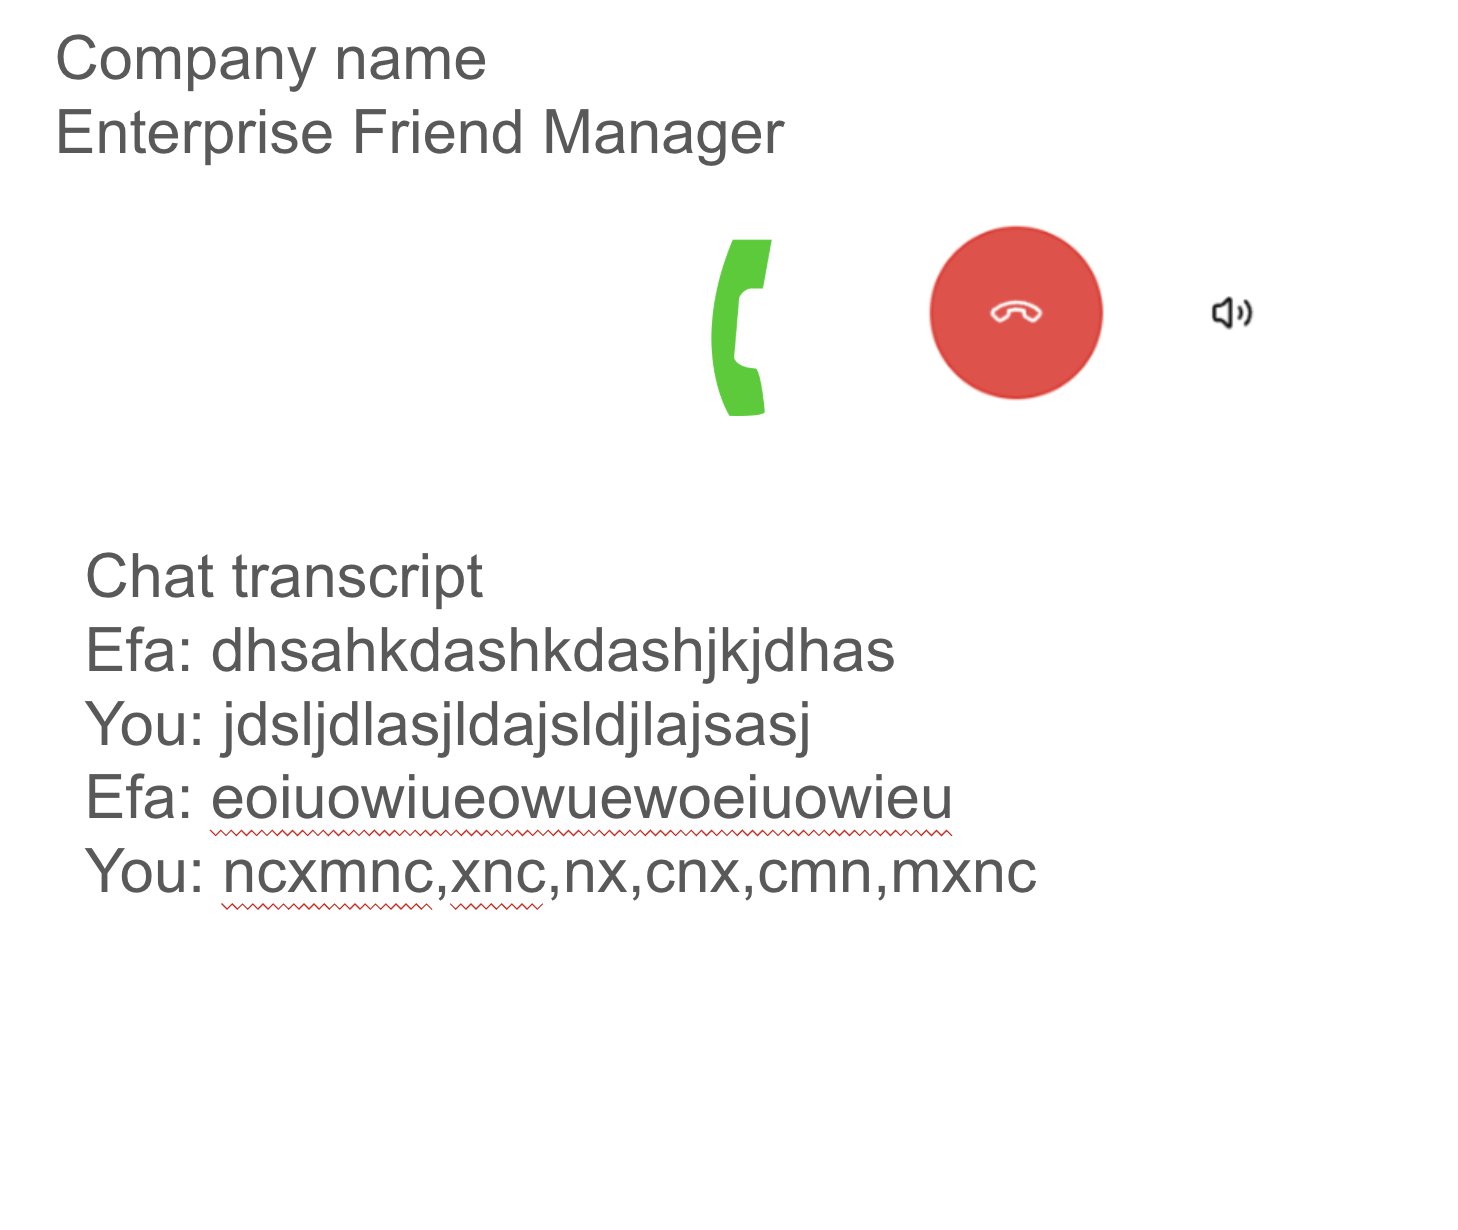 Company name
Enterprise Friend Manager
Chat transcript
Efa: dhsahkdashkdashjkjdhas
You: jdsljdlasjldajsldjlajsasj
Efa: eoiuowiueowuewoeiuowieu
You: ncxmnc,xnc,nx,cnx,cmn,mxnc